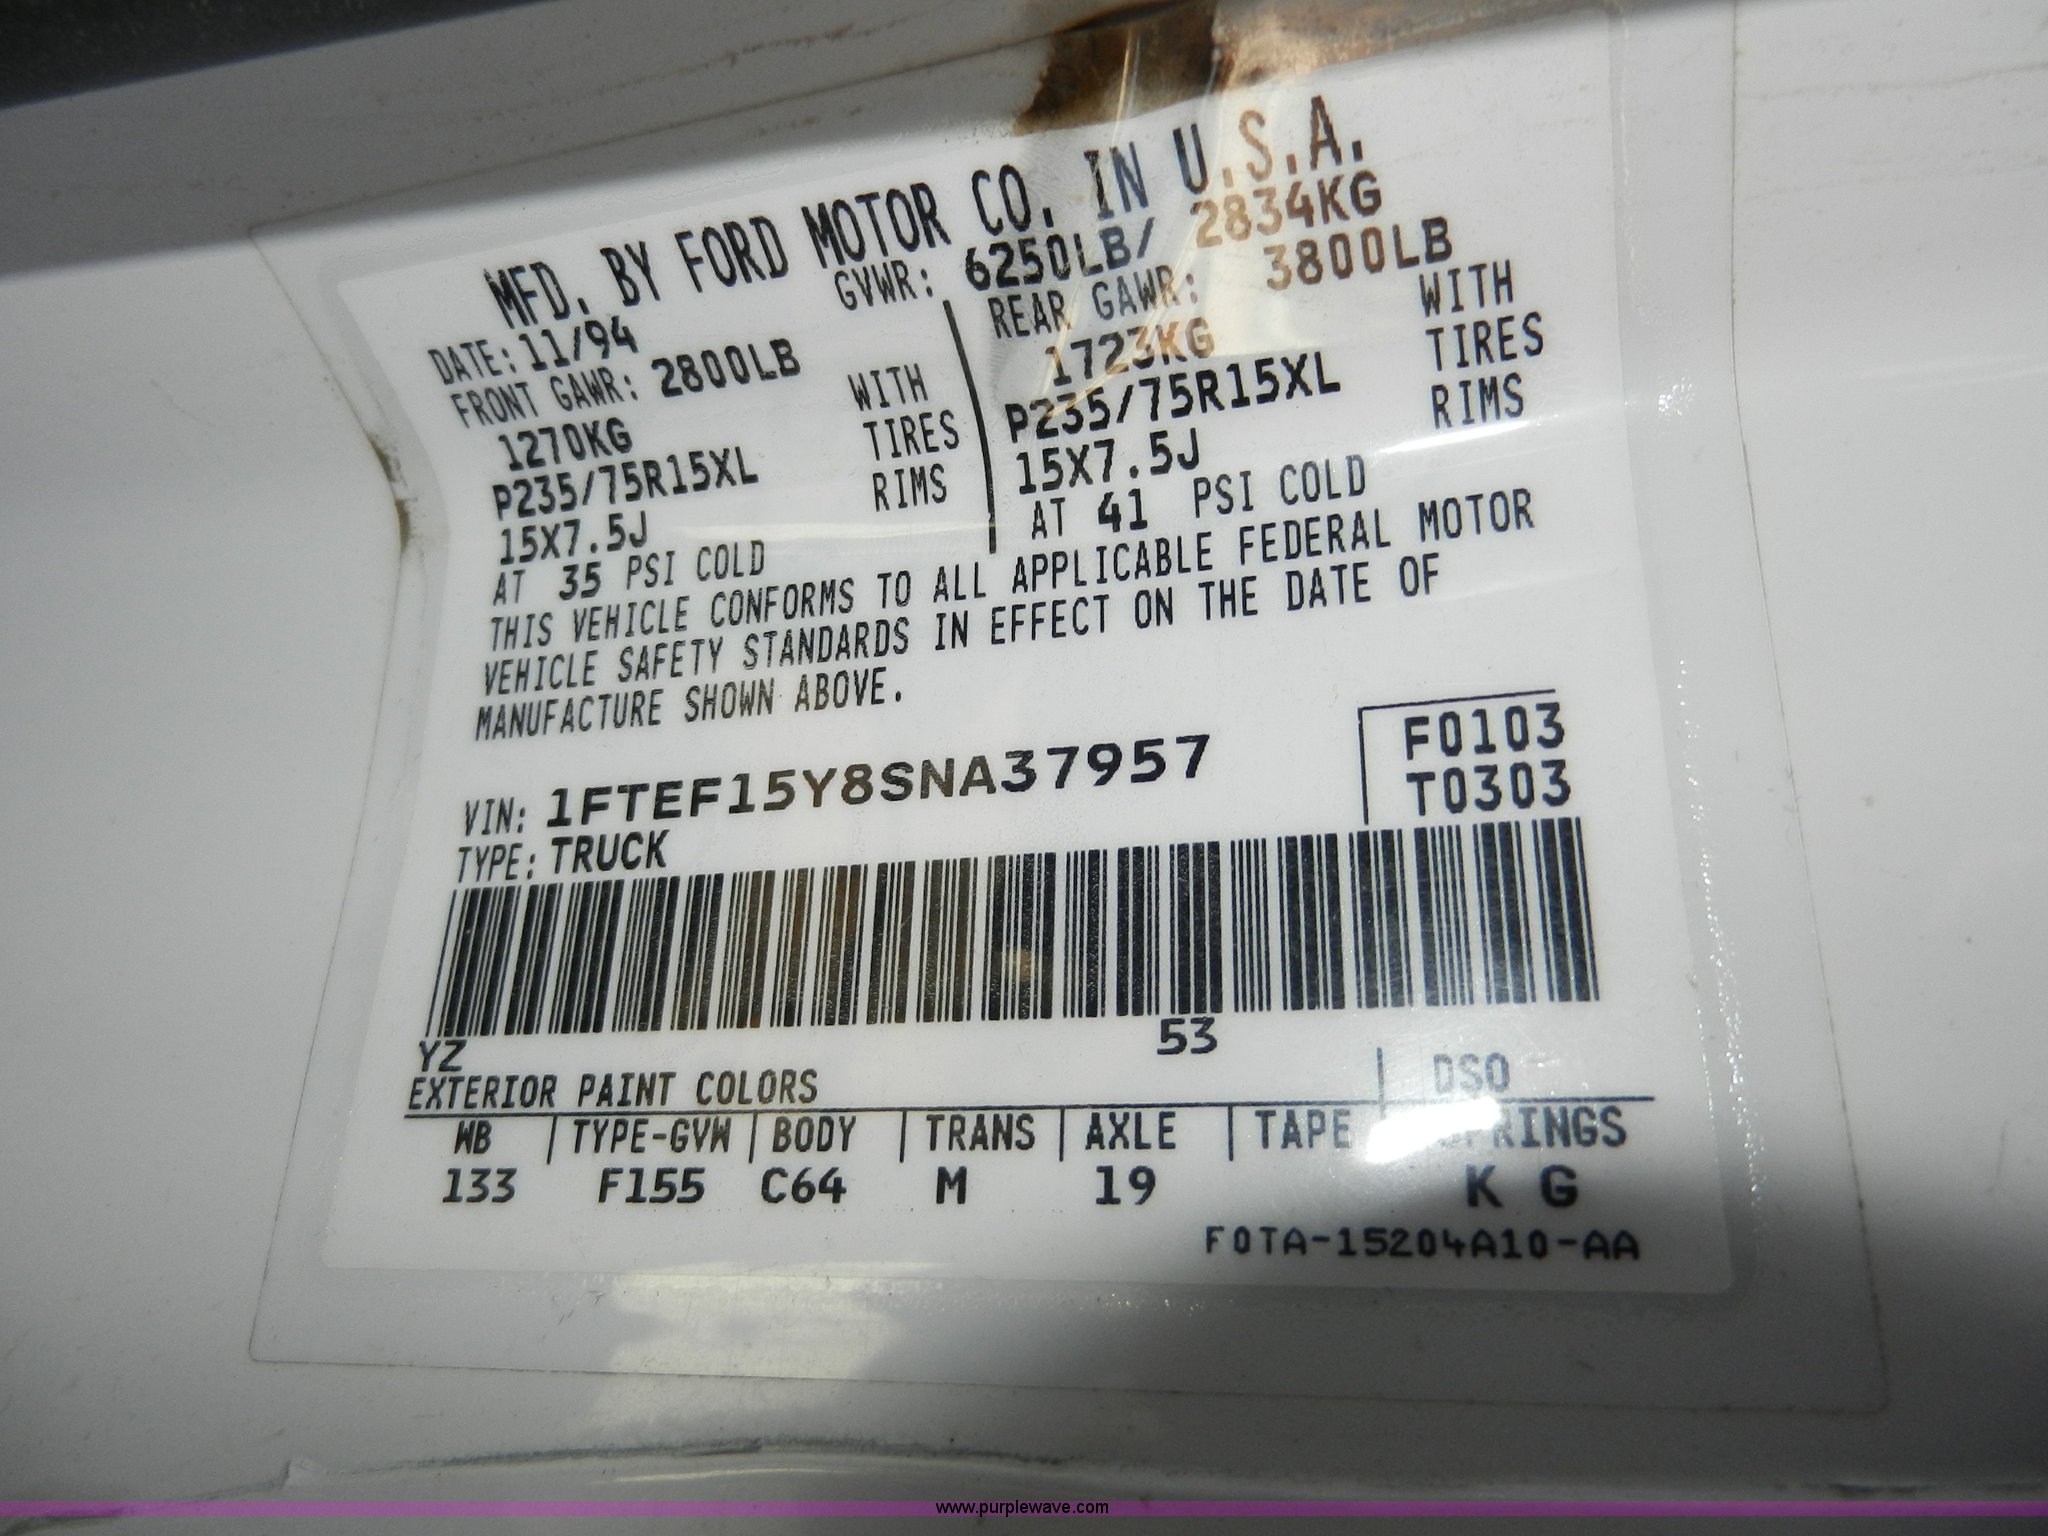 MFD. BY FORD MOTOR CO. IN U.S.A.
DATE: 11/94 GVWR: 6250LB/ 2834KG
FRONT GAWR: 2800LB
1270KG WITH
P235/75R15XL TIRES
15X7.5J RIMS
AT 35 PSI COLD
REAR GAWR: 3800LB
1723KG WITH
P235/75R15XL TIRES
15X7.5J RIMS
AT 41 PSI COLD
THIS VEHICLE CONFORMS TO ALL APPLICABLE FEDERAL MOTOR
VEHICLE SAFETY STANDARDS IN EFFECT ON THE DATE OF
MANUFACTURE SHOWN ABOVE.
F0103
T0303
VIN: 1FTEF15Y8SNA37957
TYPE: TRUCK
YZ 53
EXTERIOR PAINT COLORS DSO
WB TYPE-GVW BODY TRANS AXLE TAPE SPRINGS
133 F155 C64 M 19 K G
F0TA-15204A10-AA
www.purplewave.com